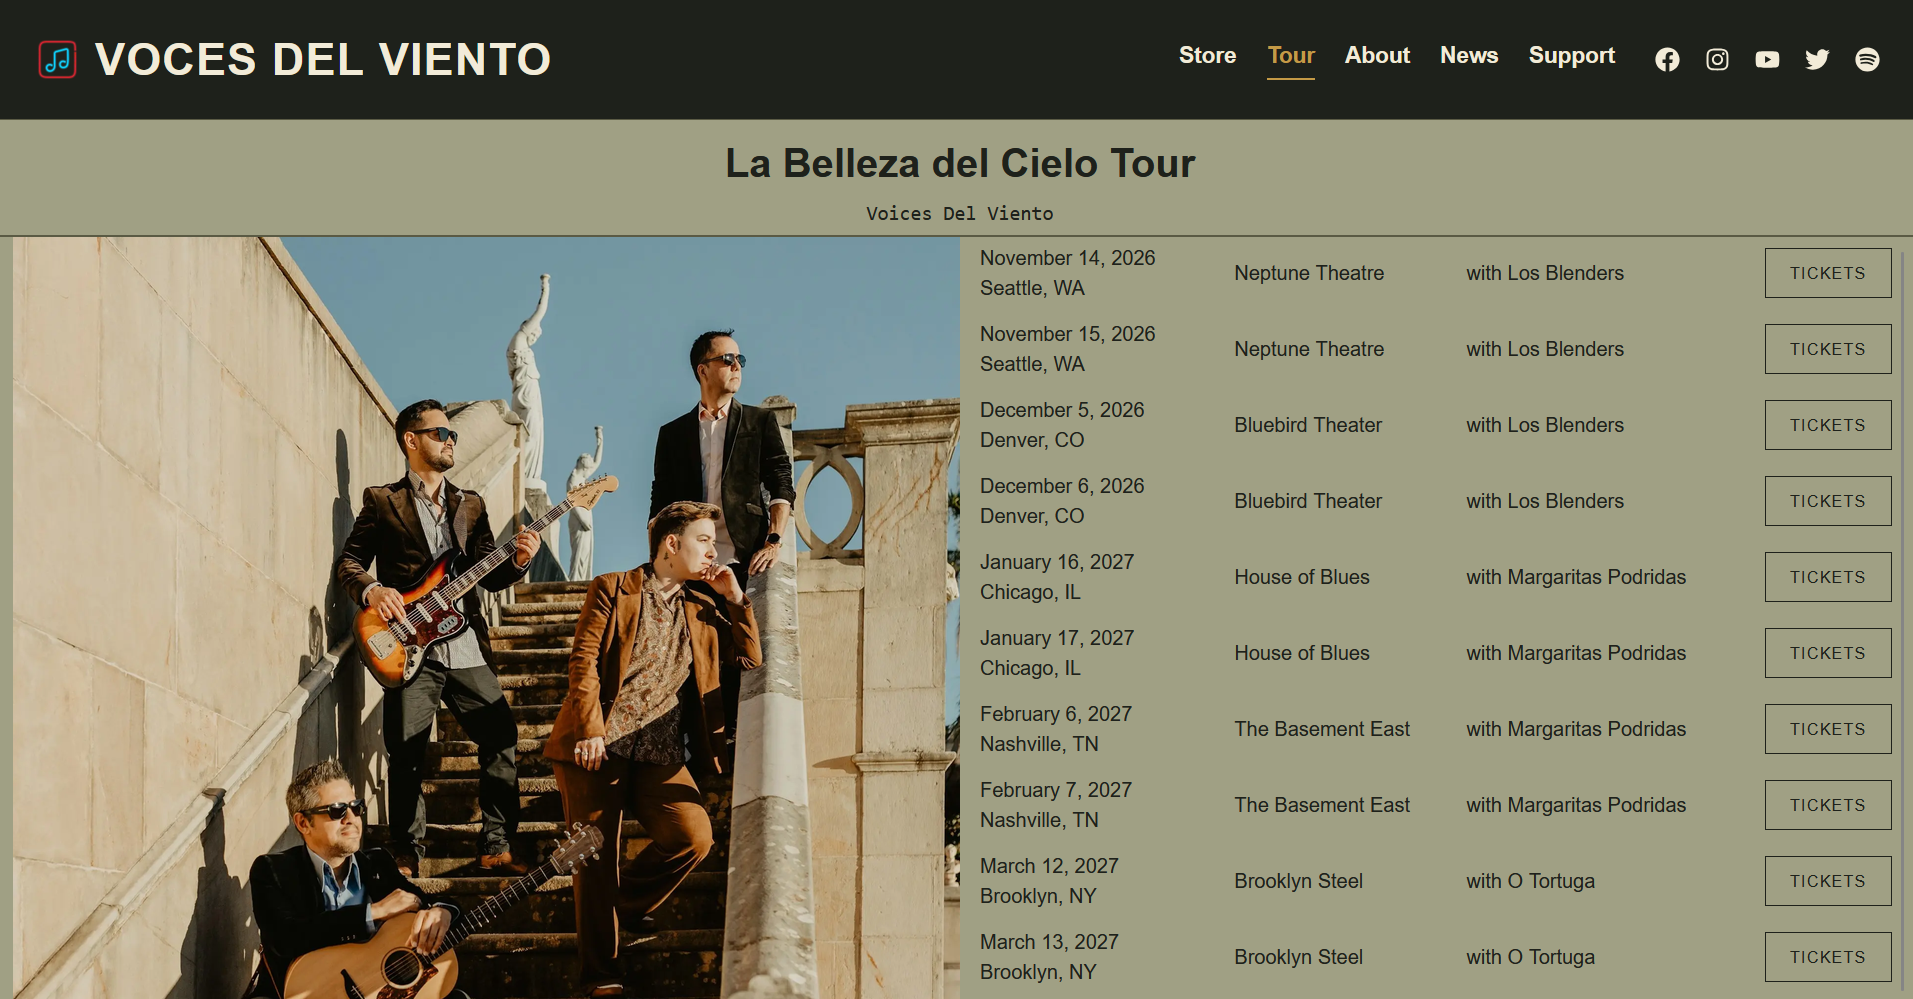 VOCES DEL VIENTO
Store Tour About News Support
La Belleza del Cielo Tour
Voices Del Viento
November 14, 2026
Seattle, WA
Neptune Theatre
with Los Blenders
TICKETS
November 15, 2026
Seattle, WA
Neptune Theatre
with Los Blenders
TICKETS
December 5, 2026
Denver, CO
Bluebird Theater
with Los Blenders
TICKETS
December 6, 2026
Denver, CO
Bluebird Theater
with Los Blenders
TICKETS
January 16, 2027
Chicago, IL
House of Blues
with Margaritas Podridas
TICKETS
January 17, 2027
Chicago, IL
House of Blues
with Margaritas Podridas
TICKETS
February 6, 2027
Nashville, TN
The Basement East
with Margaritas Podridas
TICKETS
February 7, 2027
Nashville, TN
The Basement East
with Margaritas Podridas
TICKETS
March 12, 2027
Brooklyn, NY
Brooklyn Steel
with O Tortuga
TICKETS
March 13, 2027
Brooklyn, NY
Brooklyn Steel
with O Tortuga
TICKETS